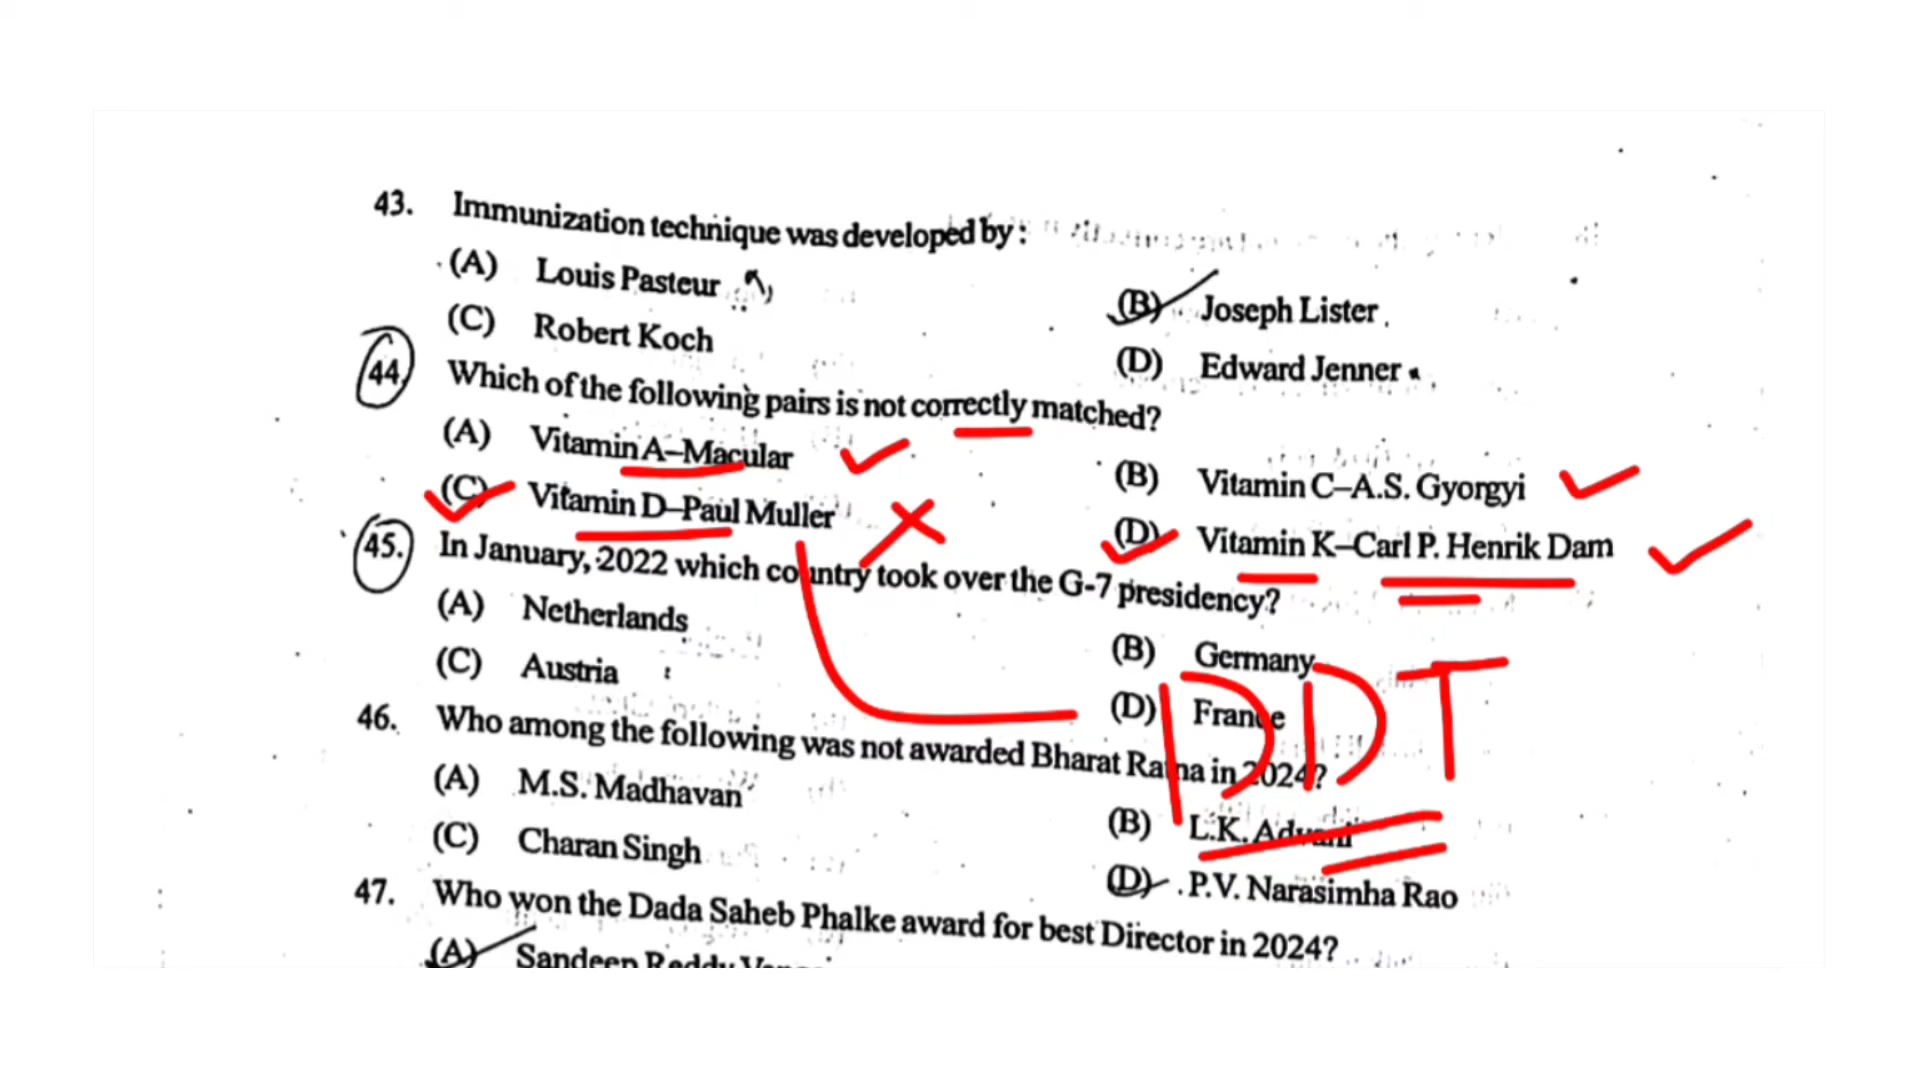 43. Immunization technique was developed by :
(A) Louis Pasteur
(B) Joseph Lister
(C) Robert Koch
(D) Edward Jenner
44. Which of the following pairs is not correctly matched?
(A) Vitamin A–Macular
(B) Vitamin C–A.S. Gyorgyi
(C) Vitamin D–Paul Muller
(D) Vitamin K–Carl P. Henrik Dam
45. In January, 2022 which country took over the G-7 presidency?
(A) Netherlands
(B) Germany
(C) Austria
(D) France
DDT
46. Who among the following was not awarded Bharat Ratna in 2024?
(A) M.S. Madhavan
(B) L.K. Advani
(C) Charan Singh
(D) P.V. Narasimha Rao
47. Who won the Dada Saheb Phalke award for best Director in 2024?
(A) Sandeep Reddy